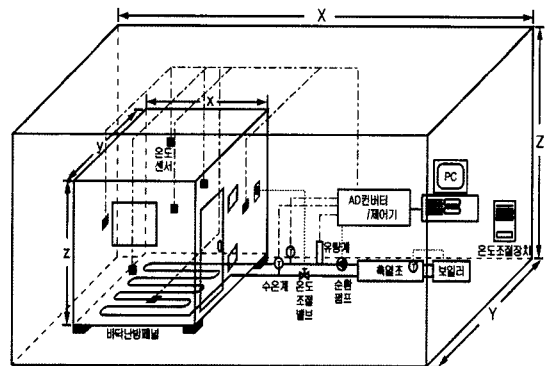 X
X
Y
온도
센서
Z
Z
PC
AD컨버터
/제어기
유량계
T
T
T
축열조
보일러
온도조절장치
수온계
온도
조절
밸브
순환
펌프
바닥난방패널
Y